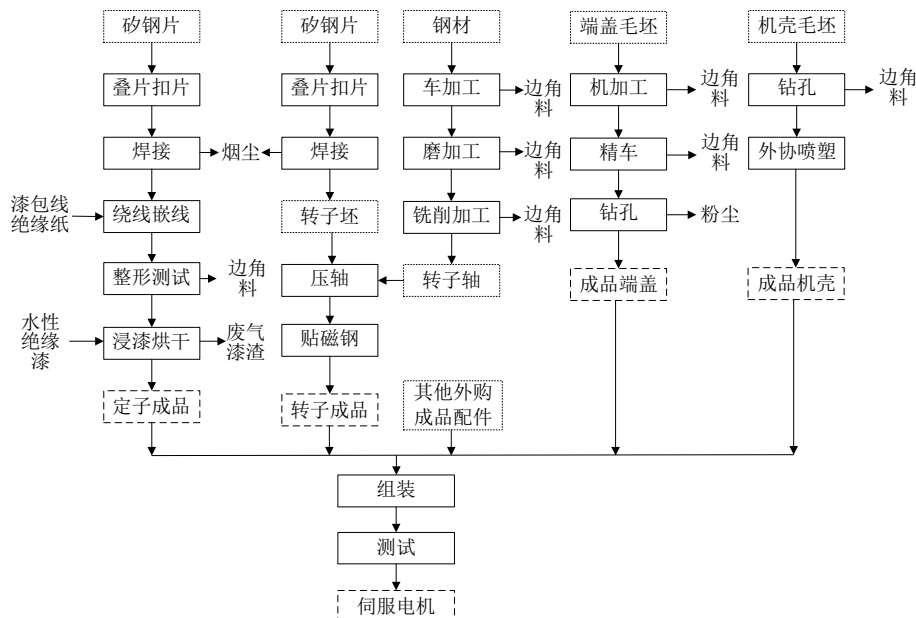 矽钢片
矽钢片
钢材
端盖毛坯
机壳毛坯
叠片扣片
叠片扣片
车加工
边角
料
机加工
边角
料
钻孔
边角
料
焊接
烟尘
焊接
磨加工
边角
料
精车
边角
料
外协喷塑
漆包线
绝缘纸
绕线嵌线
转子坯
铣削加工
边角
料
钻孔
粉尘
整形测试
边角
料
压轴
转子轴
成品端盖
成品机壳
水性
绝缘
漆
浸漆烘干
废气
漆渣
贴磁钢
定子成品
转子成品
其他外购
成品配件
组装
测试
伺服电机